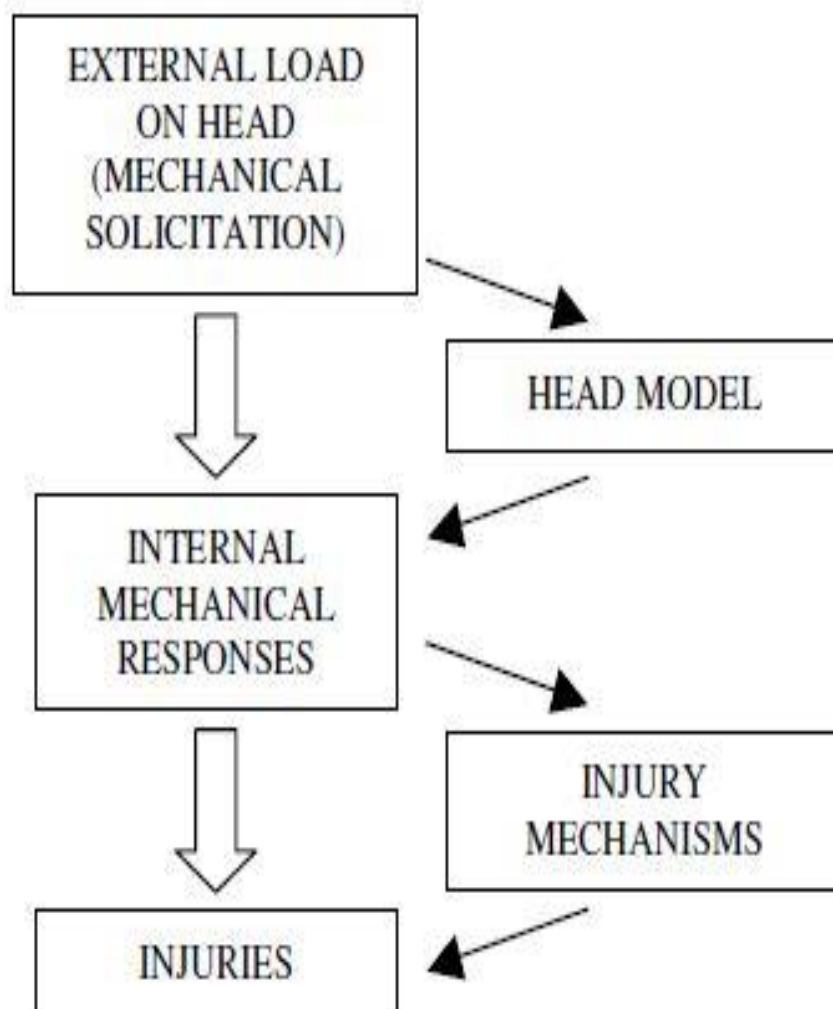 EXTERNAL LOAD
ON HEAD
(MECHANICAL
SOLICITATION)
HEAD MODEL
INTERNAL
MECHANICAL
RESPONSES
INJURY
MECHANISMS
INJURIES